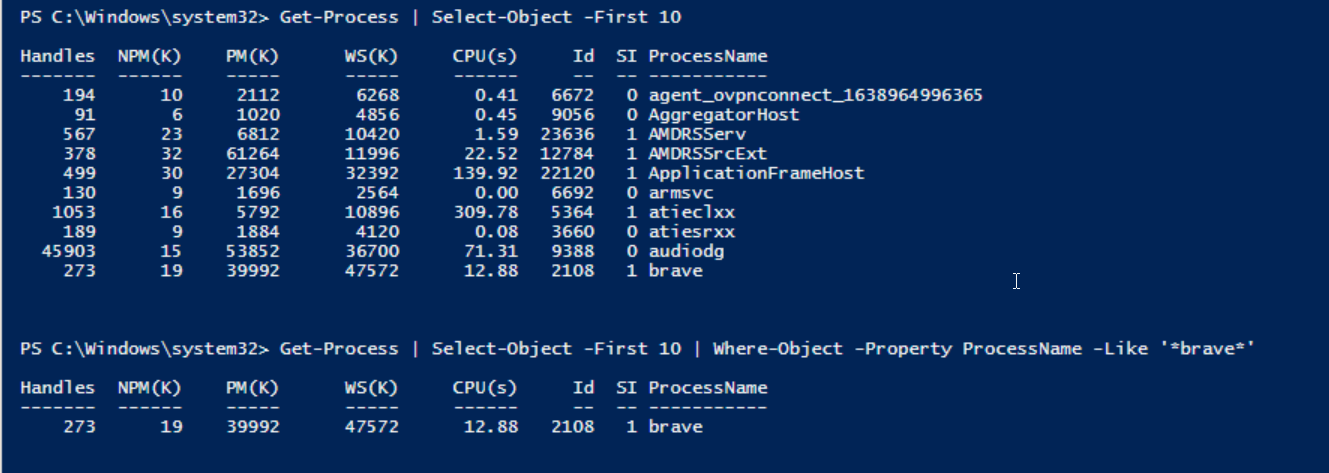 PS C:\Windows\system32> Get-Process | Select-Object -First 10
Handles  NPM(K)    PM(K)      WS(K)     CPU(s)     Id  SI ProcessName
-------  ------    -----      -----     ------     --  -- -----------
    194      10     2112       6268       0.41   6672   0 agent_ovpnconnect_1638964996365
     91       6     1020       4856       0.45   9056   0 AggregatorHost
    567      23     6812      10420       1.59  23636   1 AMDRSServ
    378      32    61264      11996      22.52  12784   1 AMDRSSrcExt
    499      30    27304      32392     139.92  22120   1 ApplicationFrameHost
    130       9     1696       2564       0.00   6692   0 armsvc
   1053      16     5792      10896     309.78   5364   1 atieclxx
    189       9     1884       4120       0.08   3660   0 atiesrxx
  45903      15    53852      36700      71.31   9388   0 audiodg
    273      19    39992      47572      12.88   2108   1 brave
PS C:\Windows\system32> Get-Process | Select-Object -First 10 | Where-Object -Property ProcessName -Like '*brave*'
Handles  NPM(K)    PM(K)      WS(K)     CPU(s)     Id  SI ProcessName
-------  ------    -----      -----     ------     --  -- -----------
    273      19    39992      47572      12.88   2108   1 brave